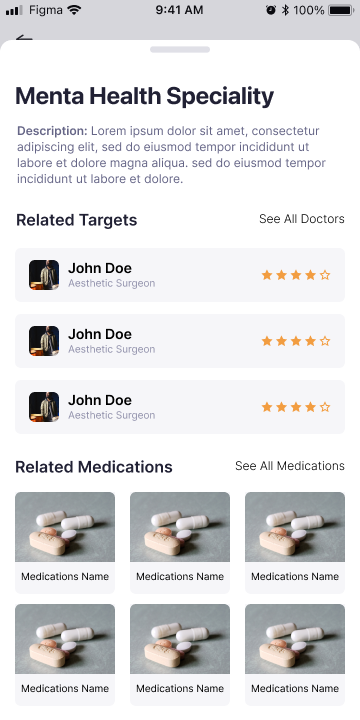 Figma 9:41 AM 100%
Menta Health Speciality
Description: Lorem ipsum dolor sit amet, consectetur
adipiscing elit, sed do eiusmod tempor incididunt ut
labore et dolore magna aliqua. sed do eiusmod tempor
incididunt ut labore et dolore.
Related Targets See All Doctors
John Doe
Aesthetic Surgeon
John Doe
Aesthetic Surgeon
John Doe
Aesthetic Surgeon
Related Medications See All Medications
Medications Name Medications Name Medications Name
Medications Name Medications Name Medications Name